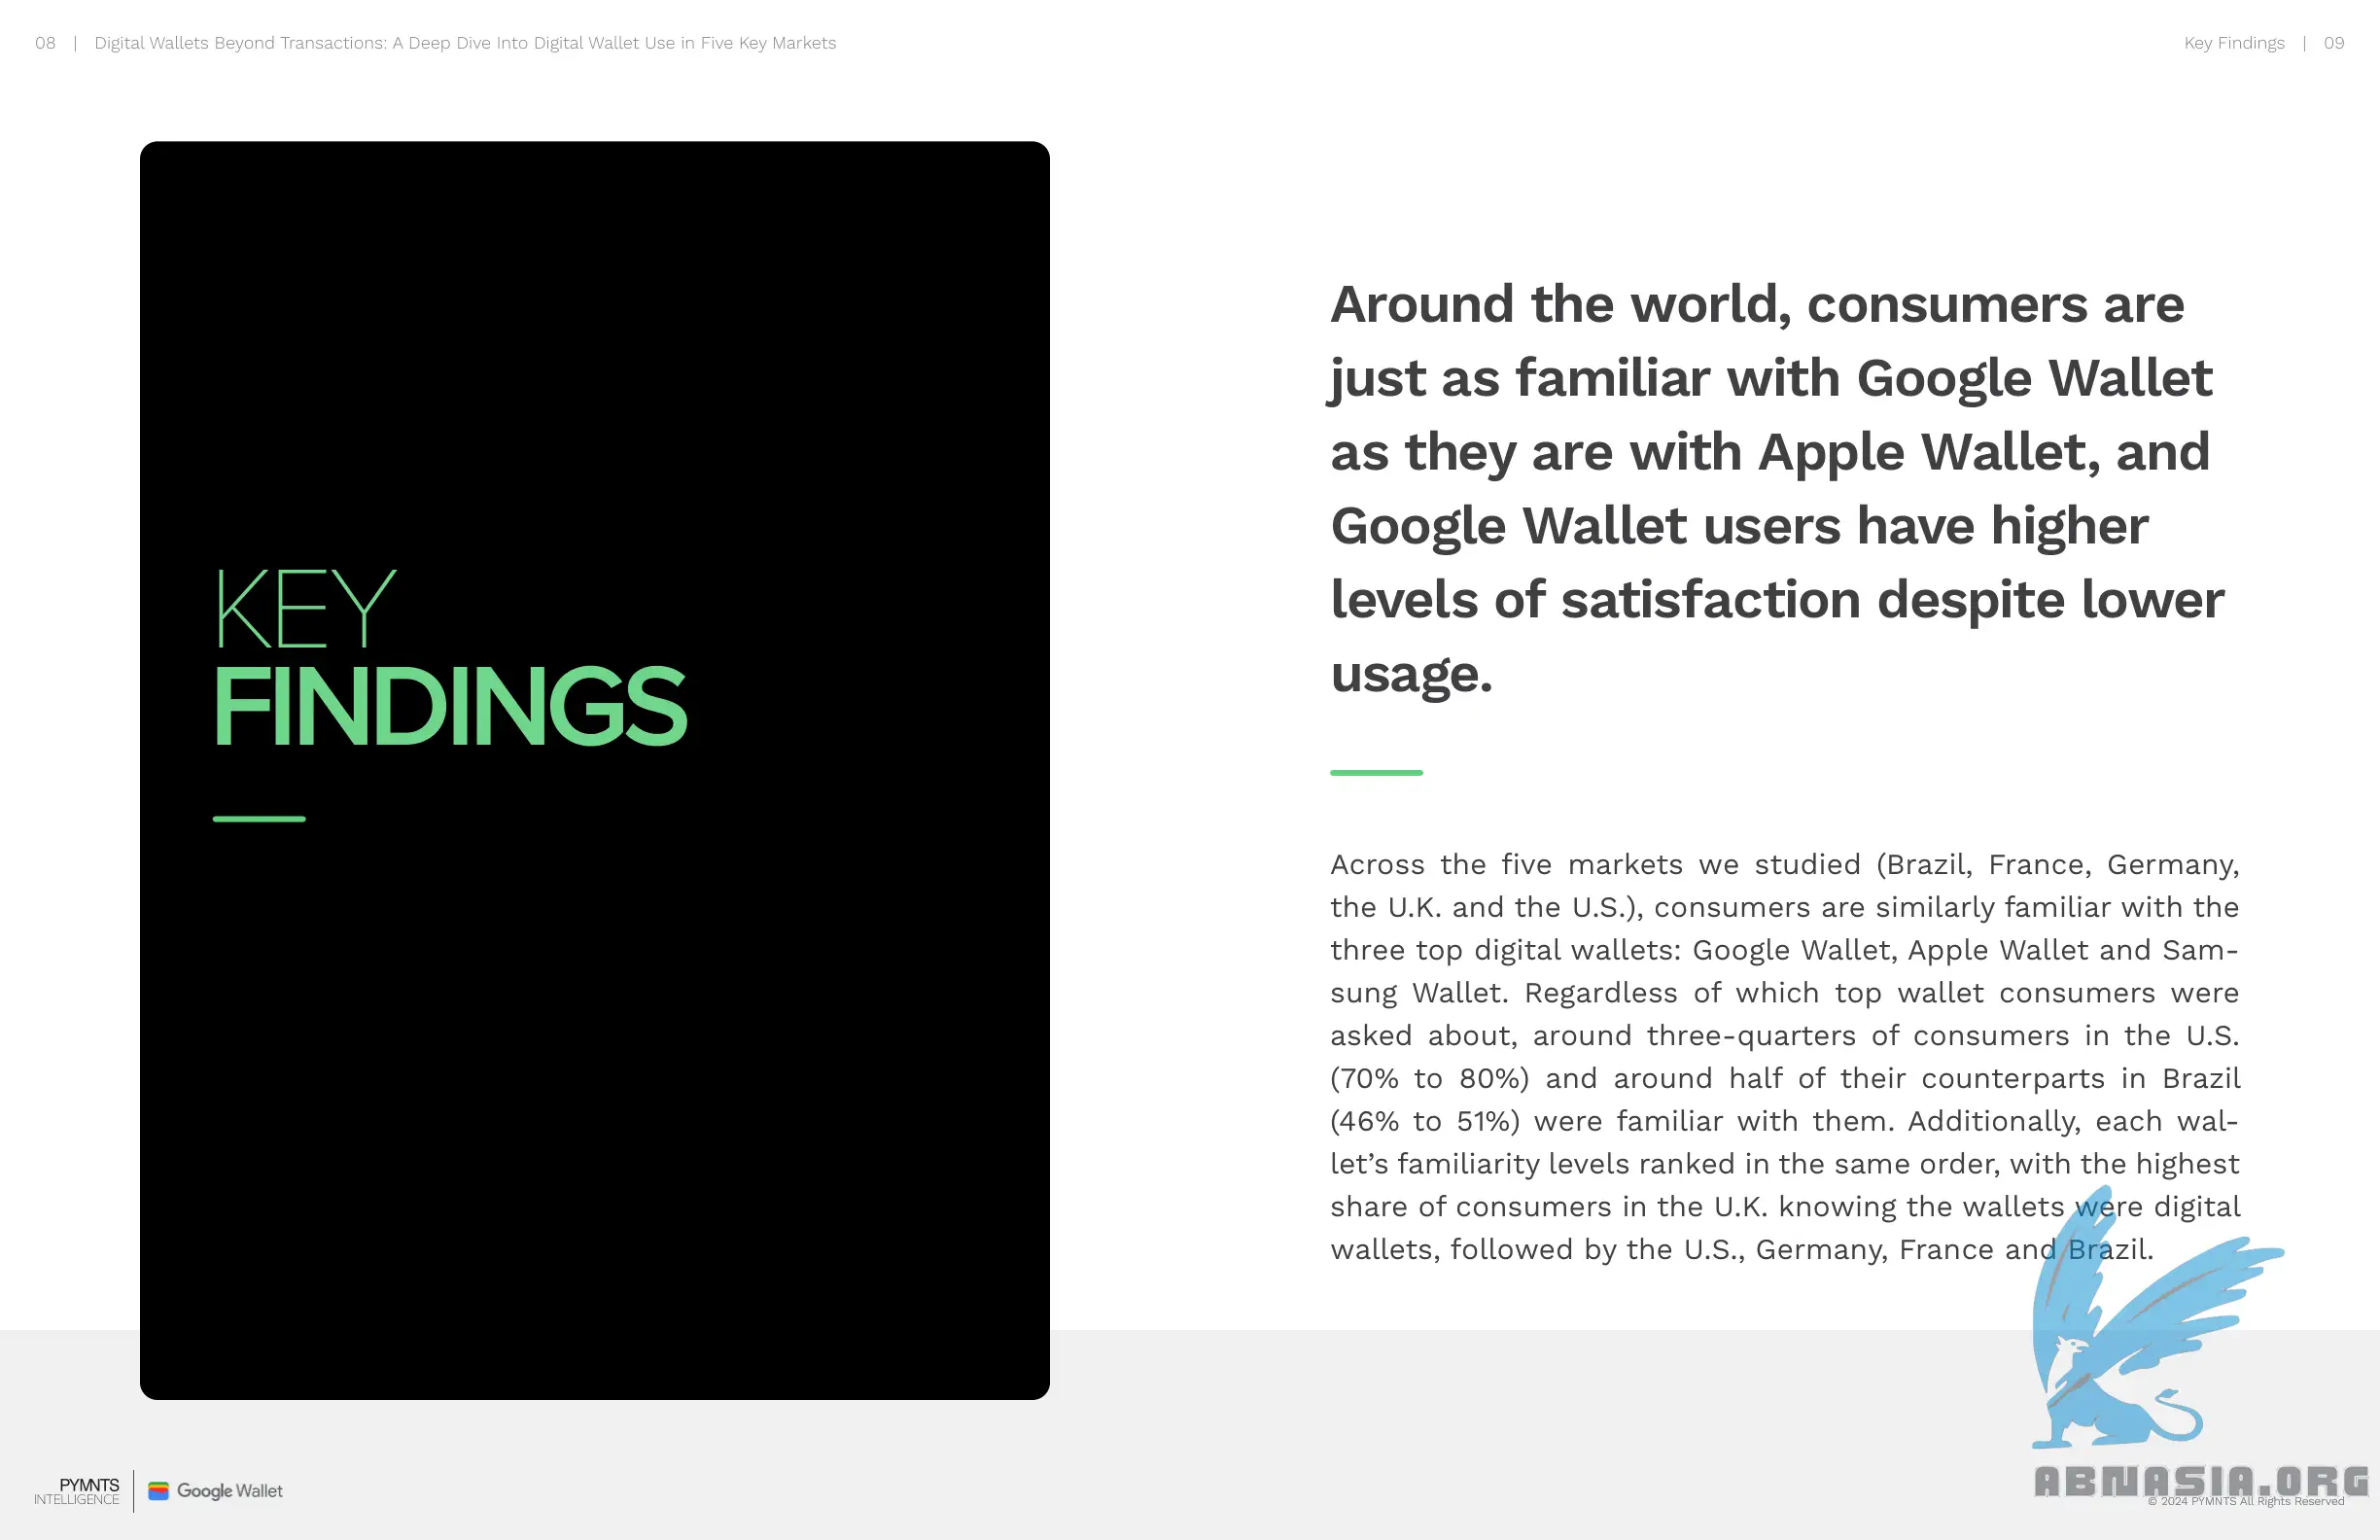 08 | Digital Wallets Beyond Transactions: A Deep Dive Into Digital Wallet Use in Five Key Markets
Key Findings | 09
KEY
FINDINGS
Around the world, consumers are
just as familiar with Google Wallet
as they are with Apple Wallet, and
Google Wallet users have higher
levels of satisfaction despite lower
usage.
Across the five markets we studied (Brazil, France, Germany,
the U.K. and the U.S.), consumers are similarly familiar with the
three top digital wallets: Google Wallet, Apple Wallet and Sam-
sung Wallet. Regardless of which top wallet consumers were
asked about, around three-quarters of consumers in the U.S.
(70% to 80%) and around half of their counterparts in Brazil
(46% to 51%) were familiar with them. Additionally, each wal-
let’s familiarity levels ranked in the same order, with the highest
share of consumers in the U.K. knowing the wallets were digital
wallets, followed by the U.S., Germany, France and Brazil.
PYMNTS
INTELLIGENCE
Google Wallet
ABNASIA.ORG
© 2024 PYMNTS All Rights Reserved